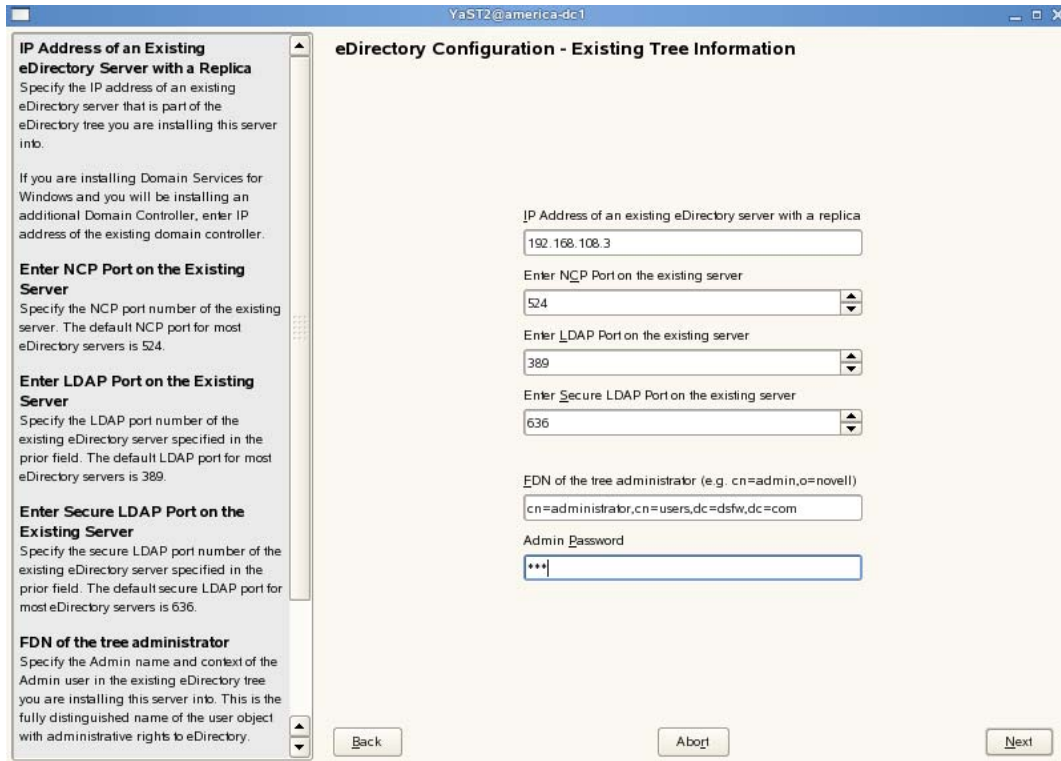 YaST2@america-dc1
IP Address of an Existing
eDirectory Server with a Replica
Specify the IP address of an existing
eDirectory server that is part of the
eDirectory tree you are installing this server
into.
If you are installing Domain Services for
Windows and you will be installing an
additional Domain Controller, enter IP
address of the existing domain controller.
Enter NCP Port on the Existing
Server
Specify the NCP port number of the existing
server. The default NCP port for most
eDirectory servers is 524.
Enter LDAP Port on the Existing
Server
Specify the LDAP port number of the
existing eDirectory server specified in the
prior field. The default LDAP port for most
eDirectory servers is 389.
Enter Secure LDAP Port on the
Existing Server
Specify the secure LDAP port number of the
existing eDirectory server specified in the
prior field. The default secure LDAP port for
most eDirectory servers is 636.
FDN of the tree administrator
Specify the Admin name and context of the
Admin user in the existing eDirectory tree
you are installing this server into. This is the
fully distinguished name of the user object
with administrative rights to eDirectory.
eDirectory Configuration - Existing Tree Information
IP Address of an existing eDirectory server with a replica
192.168.108.3
Enter NCP Port on the existing server
524
Enter LDAP Port on the existing server
389
Enter Secure LDAP Port on the existing server
636
FDN of the tree administrator (e.g. cn=admin,o=novell)
cn=administrator,cn=users,dc=dsfw,dc=com
Admin Password
***
Back
Abort
Next